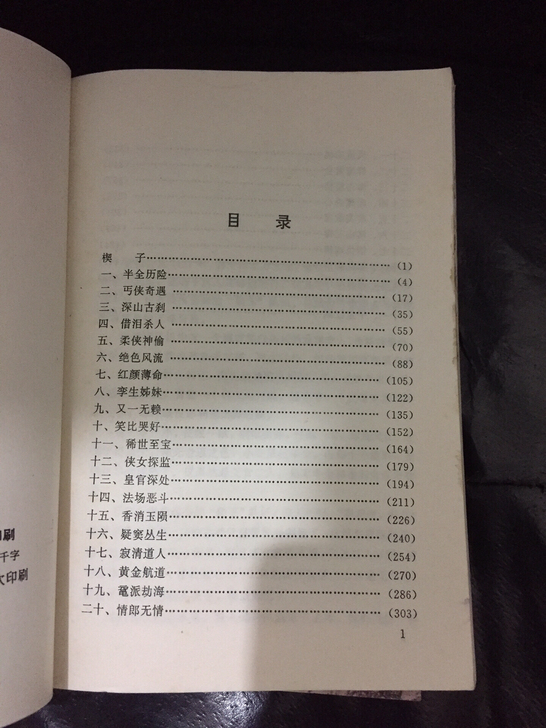 印刷
千字
大印刷
目 录
楔 子……………………………………(1)
一、半全历险……………………………………(4)
二、丐侠奇遇……………………………………(17)
三、深山古刹……………………………………(35)
四、借泪杀人……………………………………(55)
五、柔侠神偷……………………………………(70)
六、绝色风流……………………………………(88)
七、红颜薄命……………………………………(105)
八、孪生姊妹……………………………………(122)
九、又一无赖……………………………………(135)
十、笑比哭好……………………………………(152)
十一、稀世至宝……………………………………(164)
十二、侠女探监……………………………………(179)
十三、皇官深处……………………………………(194)
十四、法场恶斗……………………………………(211)
十五、香消玉陨……………………………………(226)
十六、疑窦丛生……………………………………(240)
十七、寂清道人……………………………………(254)
十八、黄金航道……………………………………(270)
十九、鼋派劫海……………………………………(286)
二十、情郎无情……………………………………(303)
1